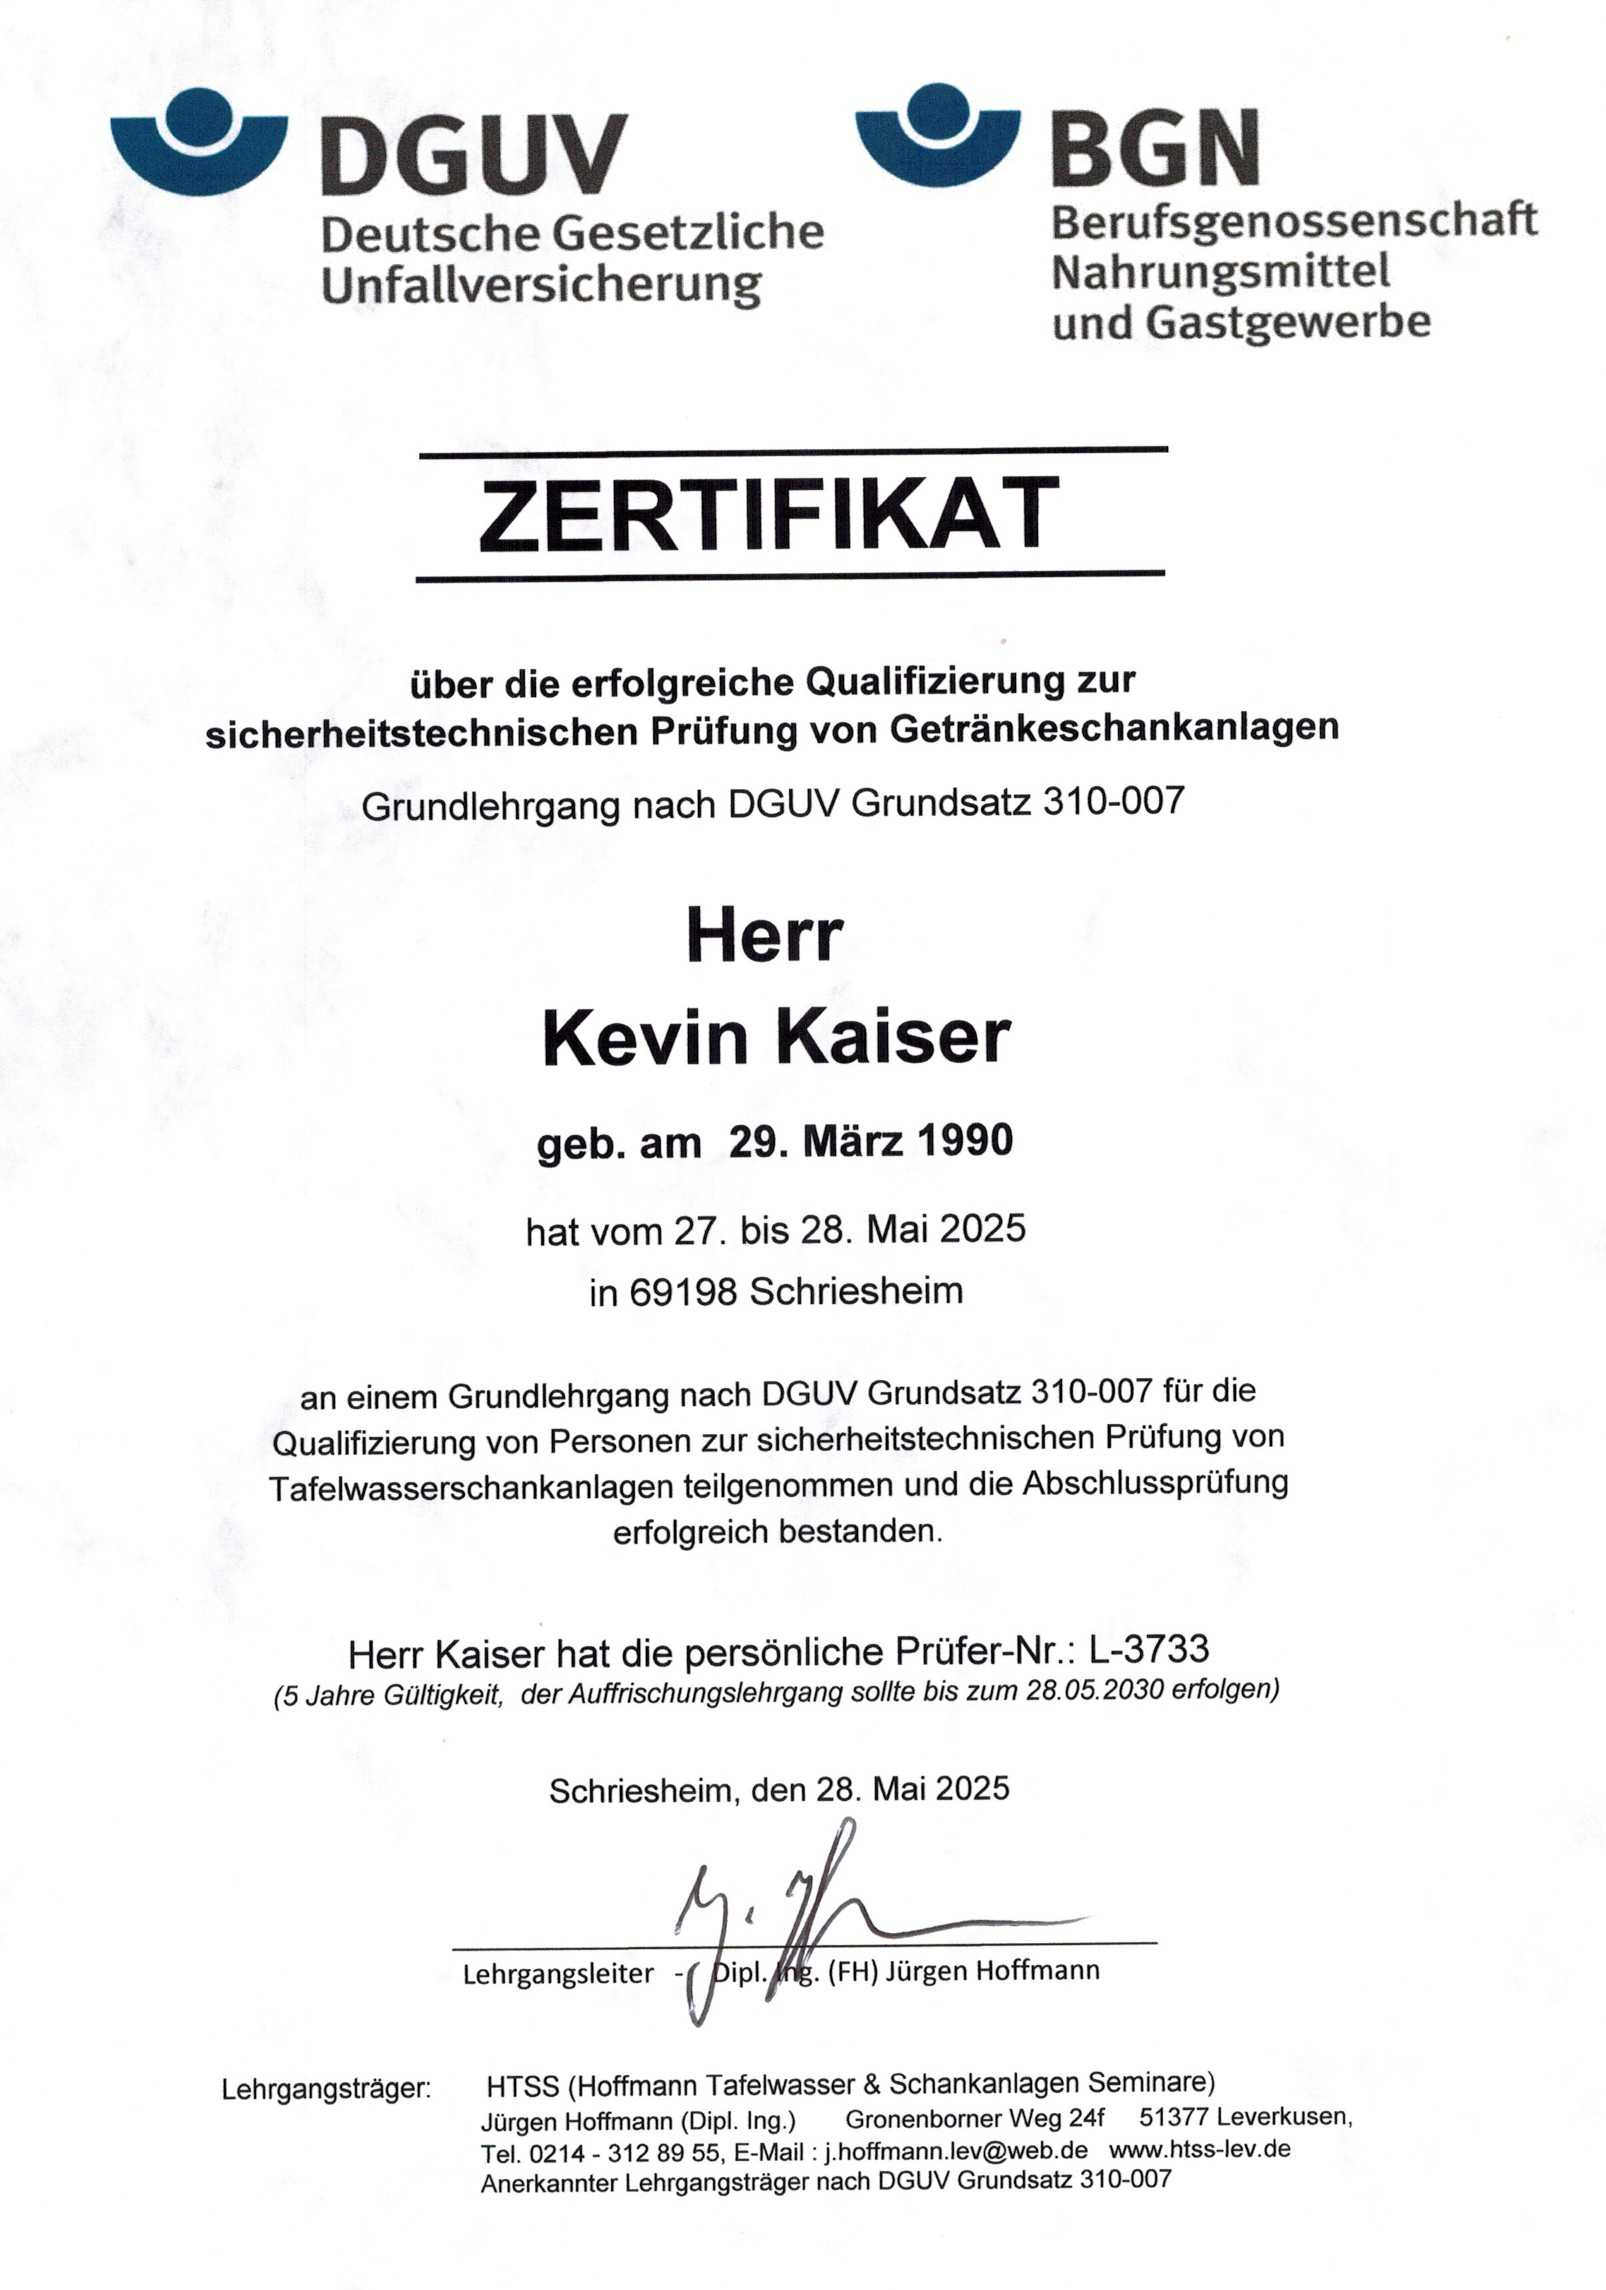 DGUV
Deutsche Gesetzliche
Unfallversicherung
BGN
Berufsgenossenschaft
Nahrungsmittel
und Gastgewerbe
ZERTIFIKAT
über die erfolgreiche Qualifizierung zur
sicherheitstechnischen Prüfung von Getränkeschankanlagen
Grundlehrgang nach DGUV Grundsatz 310-007
Herr
Kevin Kaiser
geb. am  29. März 1990
hat vom 27. bis 28. Mai 2025
in 69198 Schriesheim
an einem Grundlehrgang nach DGUV Grundsatz 310-007 für die
Qualifizierung von Personen zur sicherheitstechnischen Prüfung von
Tafelwasserschankanlagen teilgenommen und die Abschlussprüfung
erfolgreich bestanden.
Herr Kaiser hat die persönliche Prüfer-Nr.: L-3733
(5 Jahre Gültigkeit,  der Auffrischungslehrgang sollte bis zum 28.05.2030 erfolgen)
Schriesheim, den 28. Mai 2025
Lehrgangsleiter  -  Dipl. Ing. (FH) Jürgen Hoffmann
Lehrgangsträger: HTSS (Hoffmann Tafelwasser & Schankanlagen Seminare)
Jürgen Hoffmann (Dipl. Ing.) Gronenborner Weg 24f 51377 Leverkusen,
Tel. 0214 - 312 89 55, E-Mail : j.hoffmann.lev@web.de www.htss-lev.de
Anerkannter Lehrgangsträger nach DGUV Grundsatz 310-007